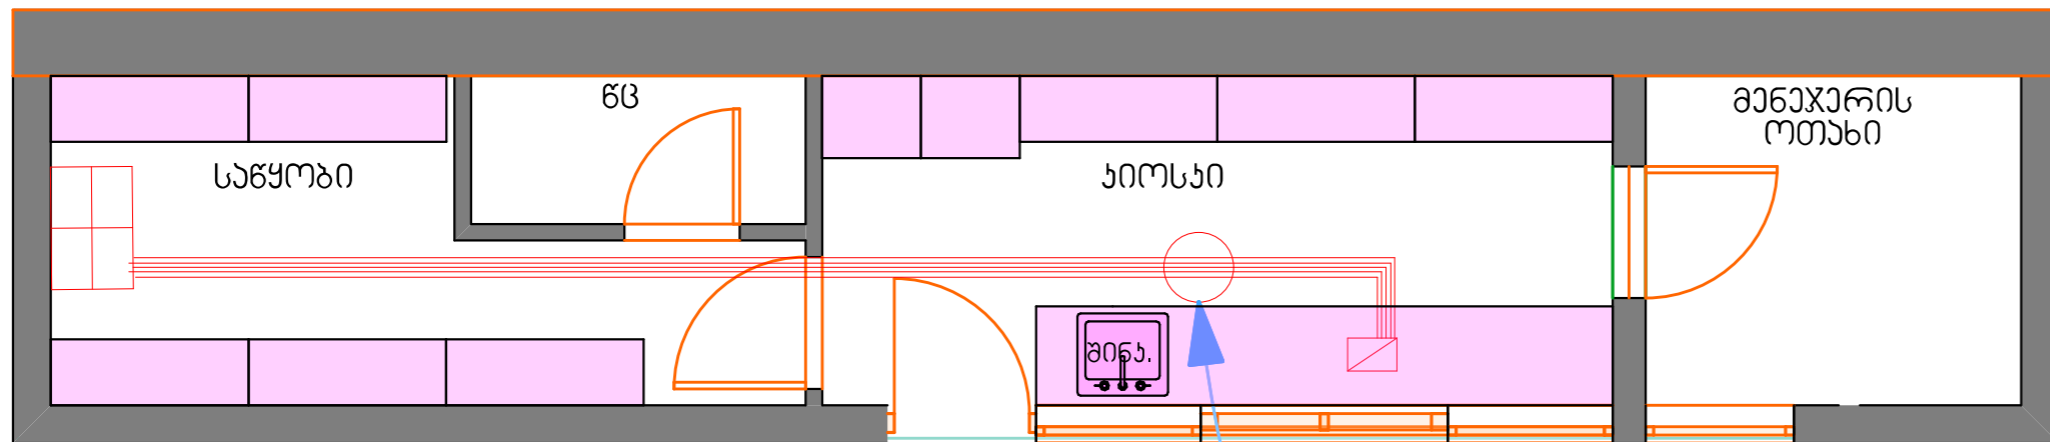 წც
მენეჯერის
ოთახი
საწყობი
კიოსკი
შინკ.